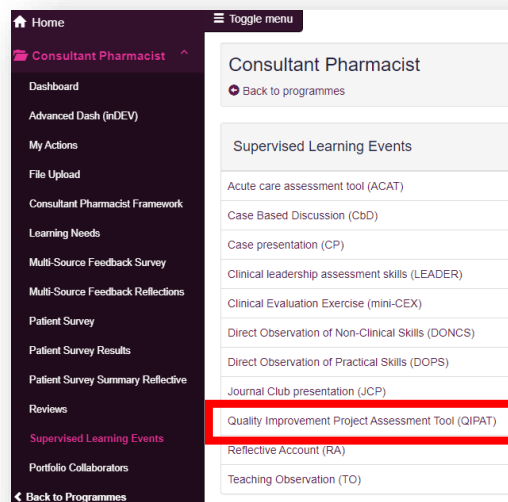 Home
Consultant Pharmacist
Dashboard
Advanced Dash (inDEV)
My Actions
File Upload
Consultant Pharmacist Framework
Learning Needs
Multi-Source Feedback Survey
Multi-Source Feedback Reflections
Patient Survey
Patient Survey Results
Patient Survey Summary Reflective
Reviews
Supervised Learning Events
Portfolio Collaborators
Back to Programmes
Toggle menu
Consultant Pharmacist
Back to programmes
Supervised Learning Events
Acute care assessment tool (ACAT)
Case Based Discussion (CbD)
Case presentation (CP)
Clinical leadership assessment skills (LEADER)
Clinical Evaluation Exercise (mini-CEX)
Direct Observation of Non-Clinical Skills (DONCS)
Direct Observation of Practical Skills (DOPS)
Journal Club presentation (JCP)
Quality Improvement Project Assessment Tool (QIPAT)
Reflective Account (RA)
Teaching Observation (TO)